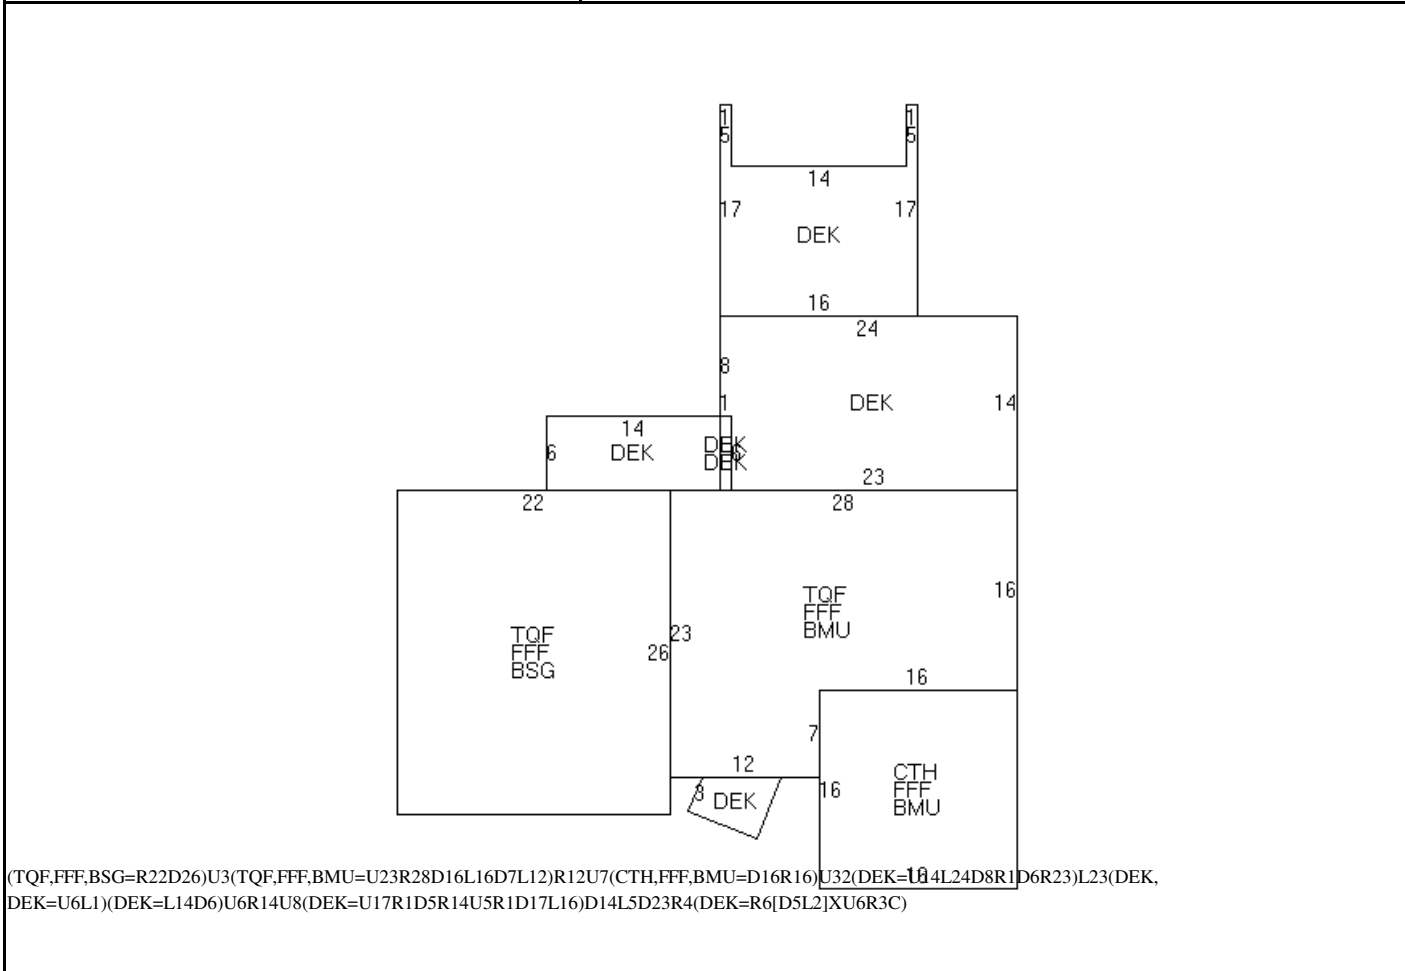 1 1
5 5
14
17 17
DEK
16
24
8
1 DEK 14
14
6 DEK DEK
DEK
23
22 28
16
TQF
FFF
BMU
TQF
FFF
BSG
23
26
16
7
12
CTH
FFF
BMU
3 DEK 16
16
(TQF,FFF,BSG=R22D26)U3(TQF,FFF,BMU=U23R28D16L16D7L12)R12U7(CTH,FFF,BMU=D16R16)U32(DEK=U14L24D8R1D6R23)L23(DEK,
DEK=U6L1)(DEK=L14D6)U6R14U8(DEK=U17R1D5R14U5R1D17L16)D14L5D23R4(DEK=R6[D5L2]XU6R3C)